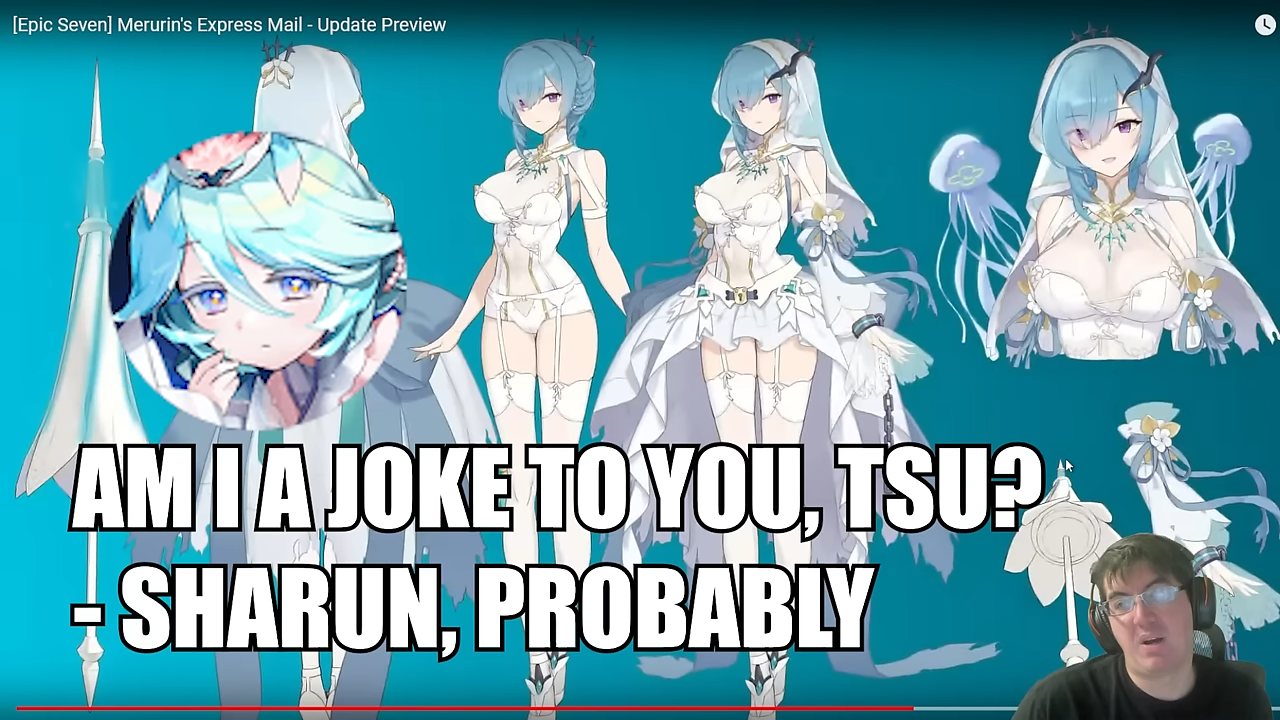 [Epic Seven] Merurin's Express Mail - Update Preview
AM I A JOKE TO YOU, TSU?
- SHARUN, PROBABLY